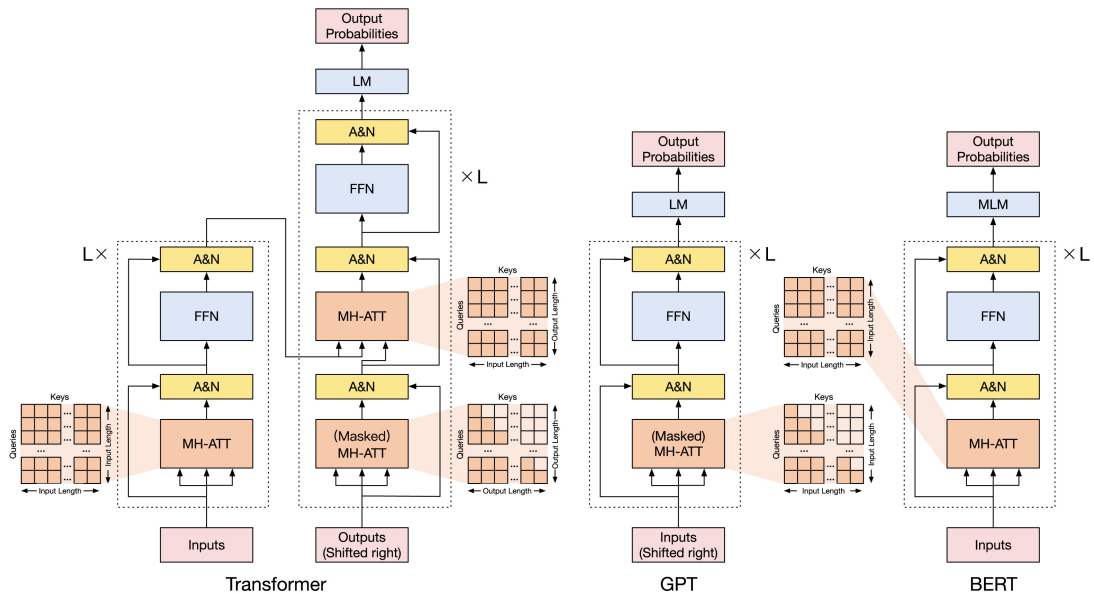 Output
Probabilities
LM
A&N
FFN
× L
A&N
Keys
Queries
...
...
...
...
Output Length
Input Length
MH-ATT
A&N
Keys
Queries
...
...
...
...
Output Length
Output Length
(Masked)
MH-ATT
Outputs
(Shifted right)
L×
A&N
FFN
A&N
Keys
Queries
...
...
...
...
Input Length
Input Length
MH-ATT
Inputs
Transformer
Output
Probabilities
LM
× L
A&N
FFN
A&N
Keys
Queries
...
...
...
...
Input Length
Input Length
(Masked)
MH-ATT
Inputs
(Shifted right)
GPT
Output
Probabilities
MLM
× L
A&N
FFN
A&N
Keys
Queries
...
...
...
...
Input Length
Input Length
MH-ATT
Inputs
BERT